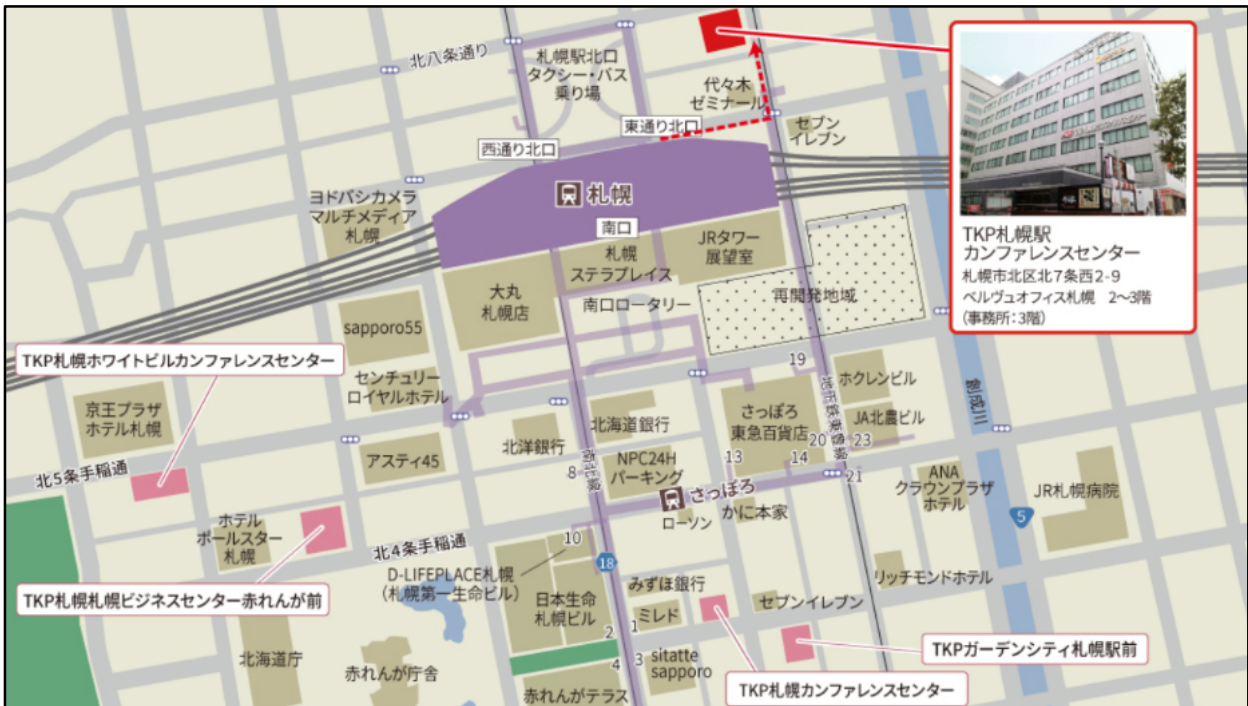 北八条通り
札幌駅北口
タクシー・バス
乗り場
代々木
ゼミナール
東通り北口
セブン
イレブン
西通り北口
札幌
ヨドバシカメラ
マルチメディア
札幌
南口
札幌
ステラプレイス
JRタワー
展望室
大丸
札幌店
南口ロータリー
再開発地域
TKP札幌駅
カンファレンスセンター
札幌市北区北7条西2-9
ベルヴュオフィス札幌 2〜3階
(事務所:3階)
sapporo55
TKP札幌ホワイトビルカンファレンスセンター
センチュリー
ロイヤルホテル
19
ホクレンビル
地下鉄東豊線
創成川
京王プラザ
ホテル札幌
北海道銀行
さっぽろ
東急百貨店
JA北農ビル
20
23
北洋銀行
アスティ45
8
南北線
NPC24H
パーキング
13
14
21
北5条手稲通
ANA
クラウンプラザ
ホテル
JR札幌病院
さっぽろ
ローソン
かに本家
5
ホテル
ポールスター
札幌
北4条手稲通
10
18
D-LIFEPLACE札幌
(札幌第一生命ビル)
みずほ銀行
リッチモンドホテル
TKP札幌札幌ビジネスセンター赤れんが前
日本生命
札幌ビル
ミレド
セブンイレブン
2
1
北海道庁
赤れんが庁舎
4
3
sitatte
sapporo
TKPガーデンシティ札幌駅前
赤れんがテラス
TKP札幌カンファレンスセンター